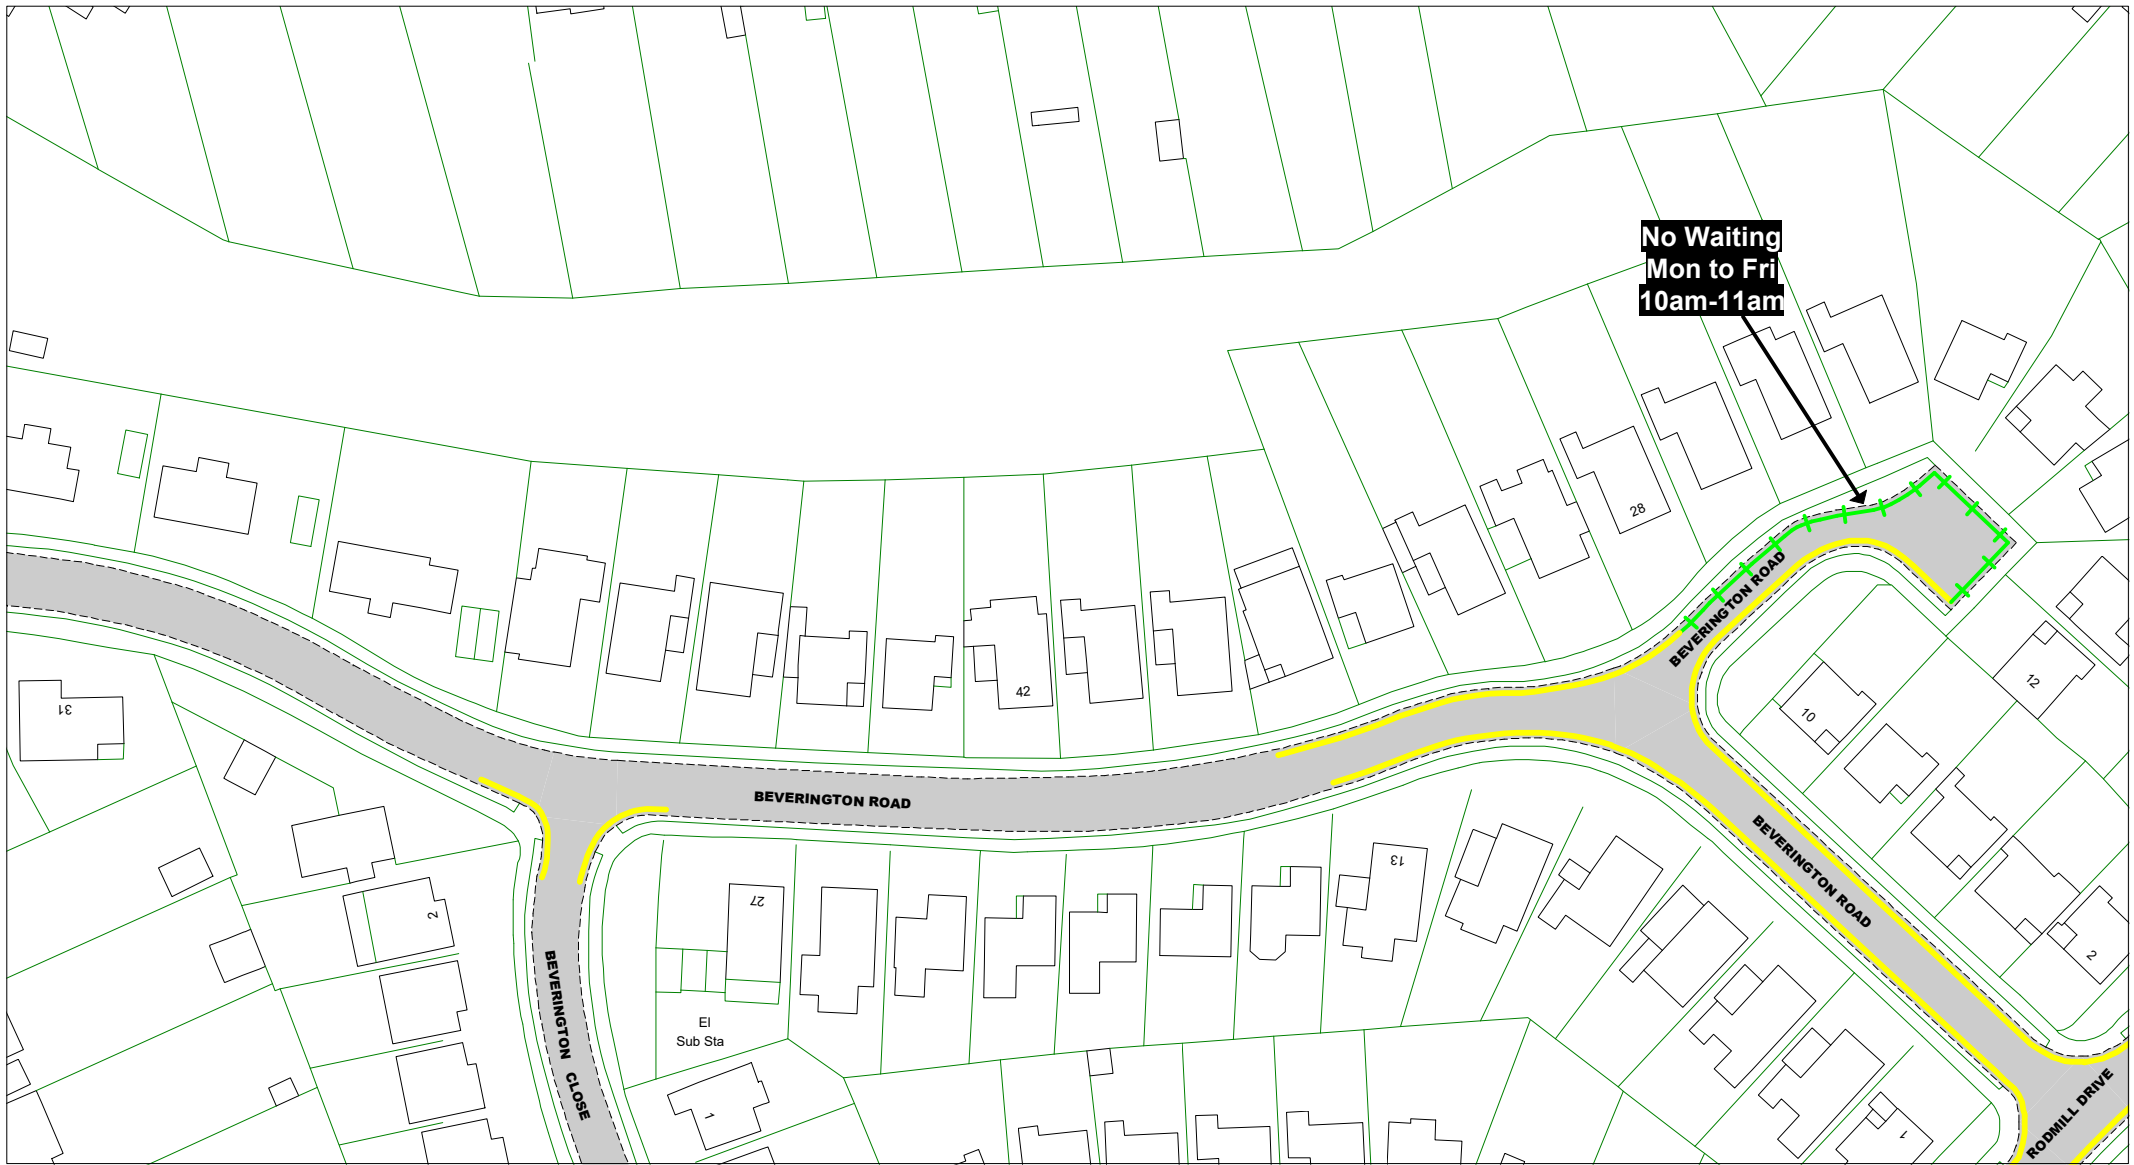 No Waiting
Mon to Fri
10am-11am
28
BEVERINGTON ROAD
42
31
12
10
BEVERINGTON ROAD
BEVERINGTON ROAD
13
27
2
2
BEVERINGTON CLOSE
El
Sub Sta
1
1
RODMILL DRIVE